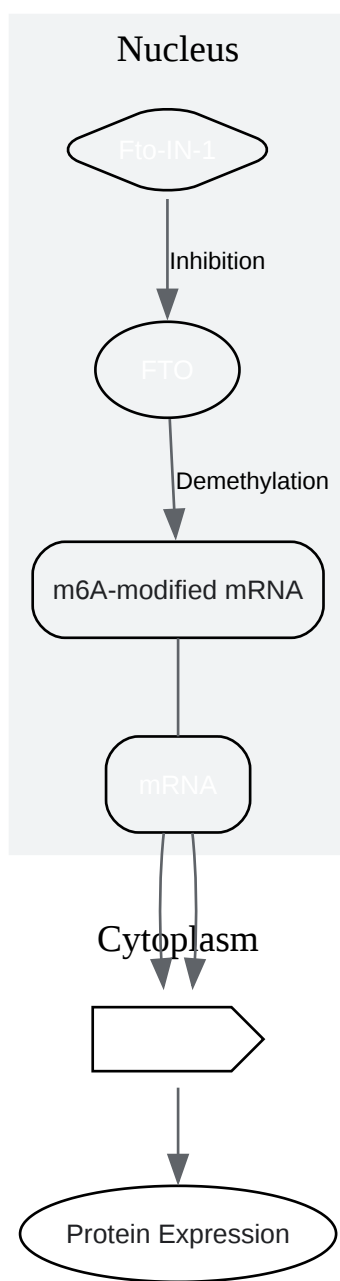 Nucleus
Fto-IN-1
Inhibition
FTO
Demethylation
m6A-modified mRNA
mRNA
Cytoplasm
Protein Expression